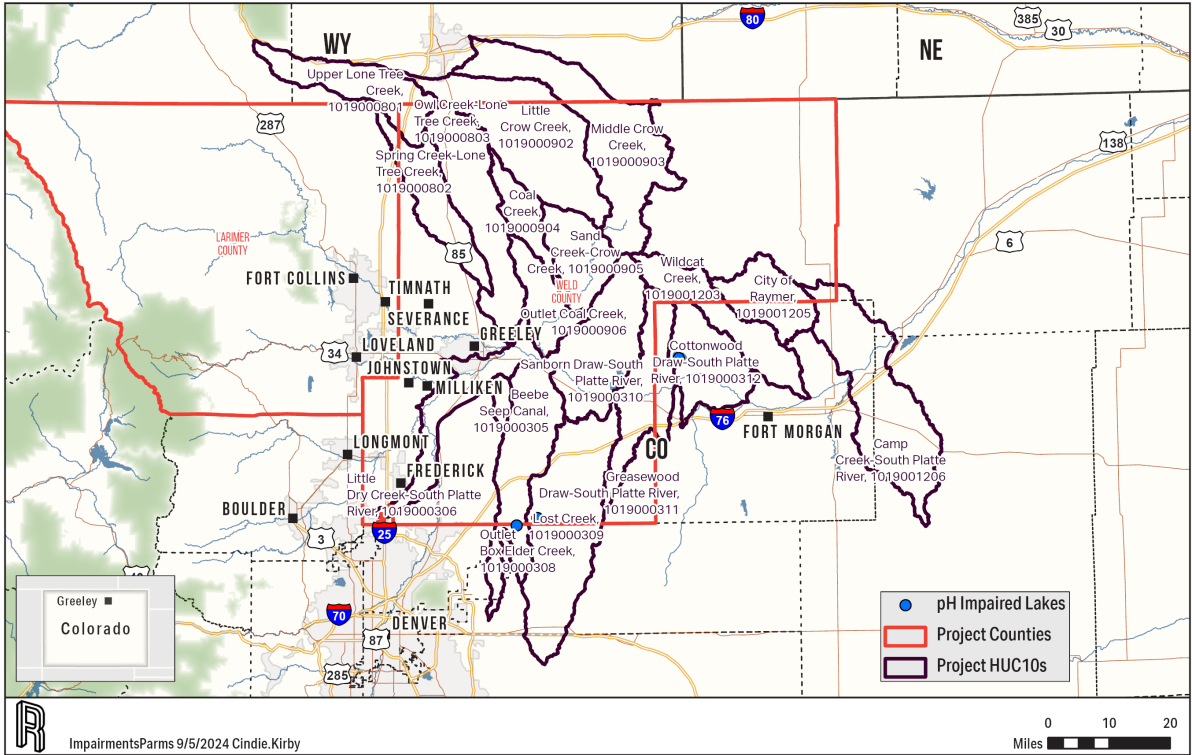 80
385
30
WY
NE
Upper Lone Tree
Creek,
1019000801
Owl Creek-Lone
Tree Creek,
1019000803
Little
Crow Creek,
1019000902
Middle Crow
Creek,
1019000903
287
138
Spring Creek-Lone
Tree Creek,
1019000802
Coal
Creek,
1019000904
LARIMER
COUNTY
85
Sand
Creek-Crow
Creek, 1019000905
6
WELD
COUNTY
Wildcat
Creek,
1019001203
City of
Raymer,
1019001205
FORT COLLINS
TIMNATH
SEVERANCE
Outlet Coal Creek,
1019000906
GREELEY
34
LOVELAND
JOHNSTOWN
MILLIKEN
Cottonwood
Draw-South Platte
River, 1019000312
Sanborn Draw-South
Platte River,
1019000310
Beebe
Seep Canal,
1019000305
76
FORT MORGAN
CO
LONGMONT
FREDERICK
Camp
Creek-South Platte
River, 1019001206
Little
Dry Creek-South Platte
River, 1019000306
Greasewood
Draw-South Platte River,
1019000311
BOULDER
3
25
Lost Creek,
1019000309
Outlet
Box Elder Creek,
1019000308
Greeley
Colorado
70
DENVER
87
285
pH Impaired Lakes
Project Counties
Project HUC10s
R
ImpairmentsParms 9/5/2024 Cindie.Kirby
0 10 20
Miles